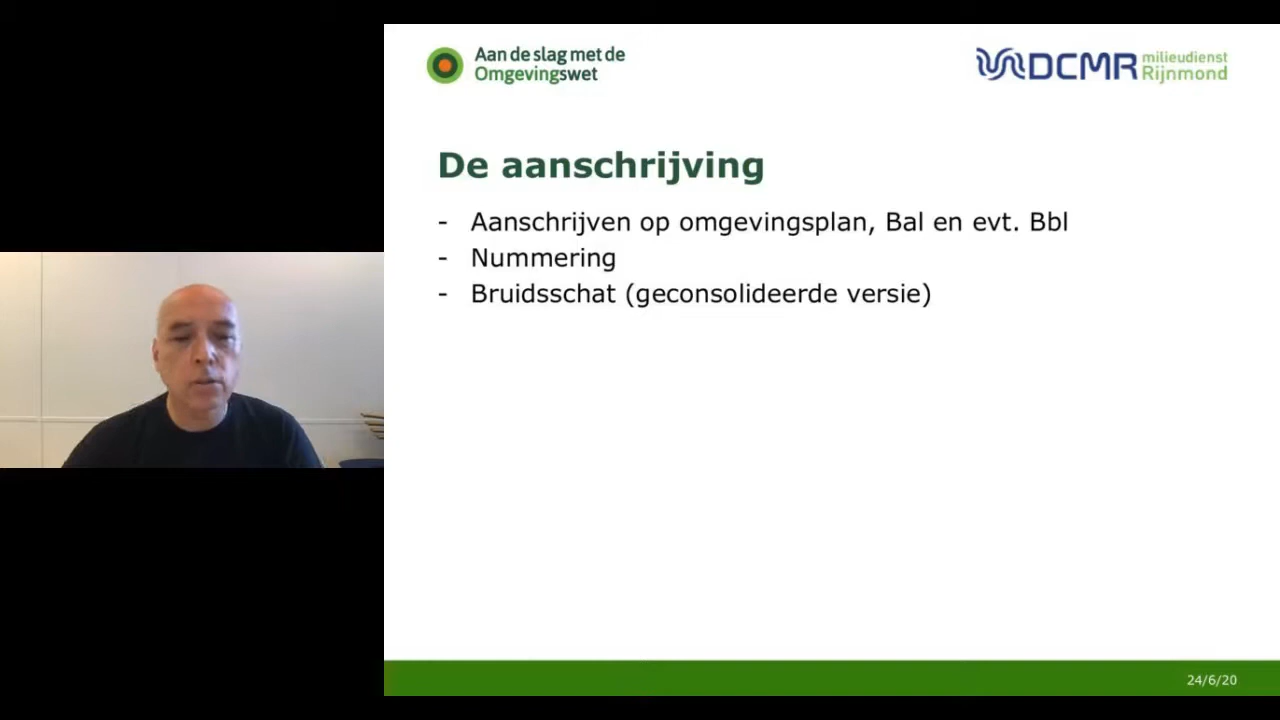 Aan de slag met de
Omgevingswet
DCMR milieudienst
Rijnmond
De aanschrijving
- Aanschrijven op omgevingsplan, Bal en evt. Bbl
- Nummering
- Bruidsschat (geconsolideerde versie)
24/6/20